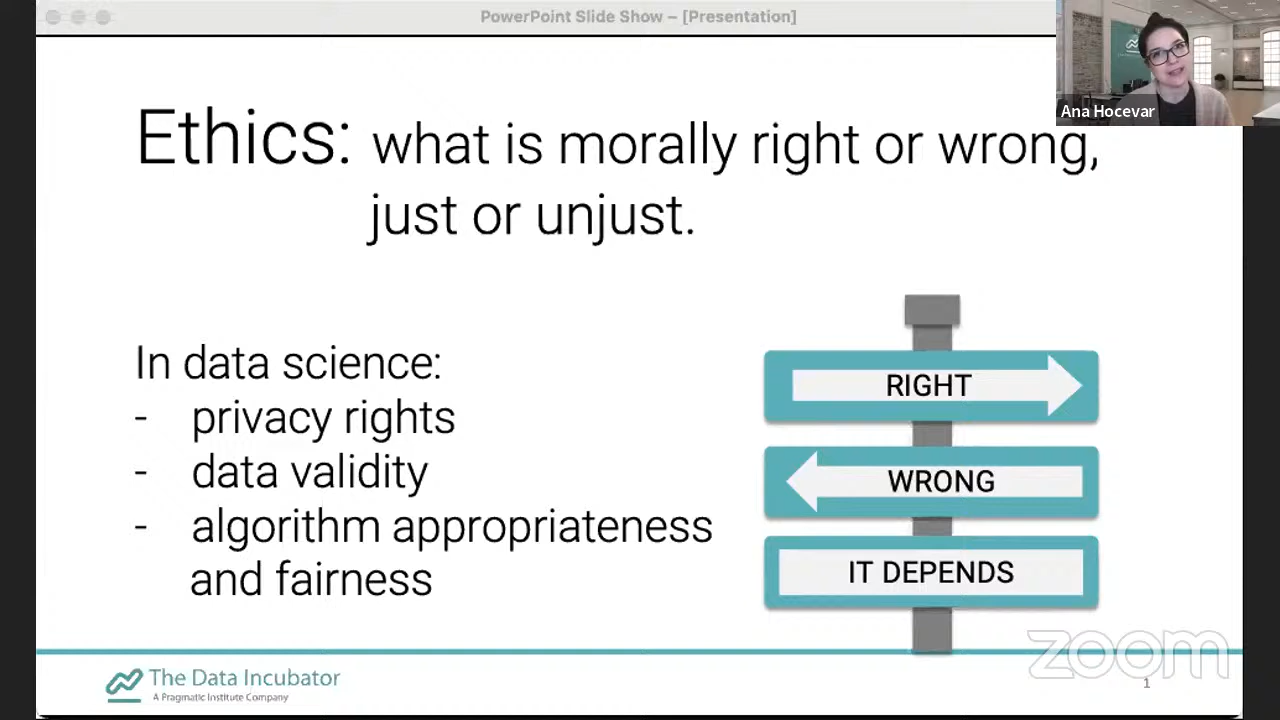 PowerPoint Slide Show – [Presentation]
Ana Hocevar
Ethics: what is morally right or wrong,
just or unjust.
In data science:
- privacy rights
- data validity
- algorithm appropriateness
and fairness
RIGHT
WRONG
IT DEPENDS
The Data Incubator
A Pragmatic Institute Company
zoom
1